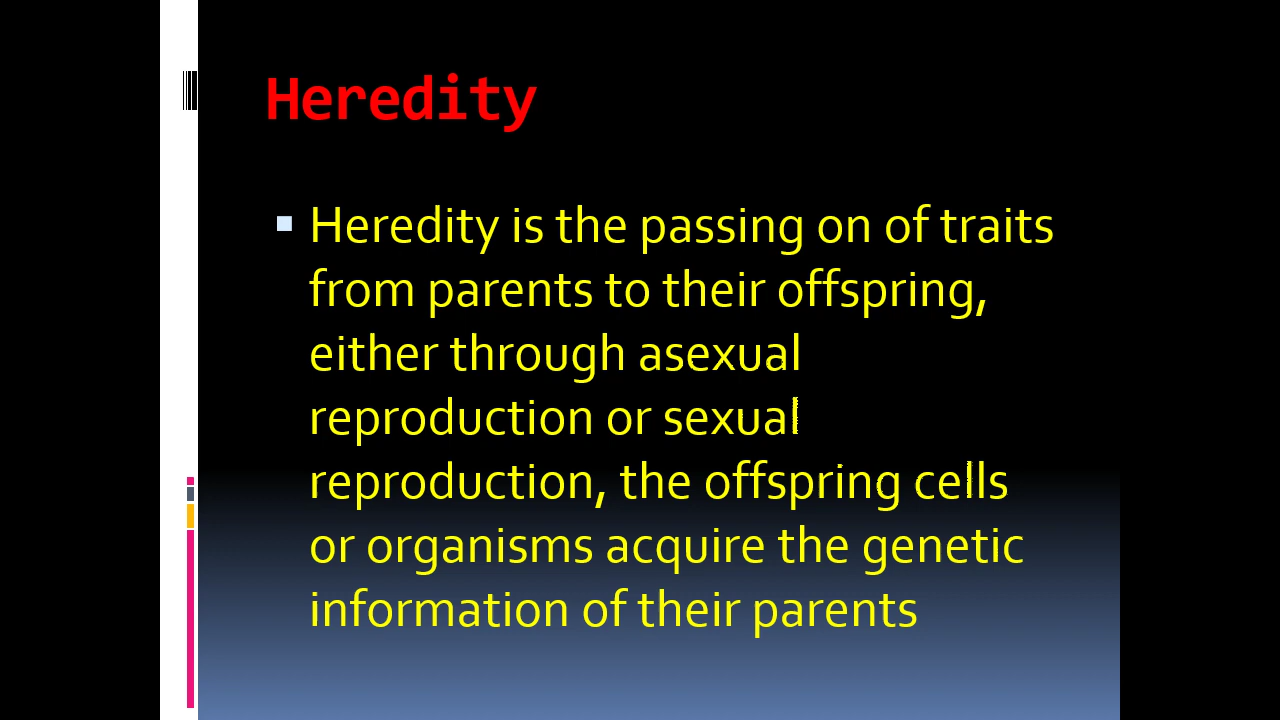 Heredity
Heredity is the passing on of traits
from parents to their offspring,
either through asexual
reproduction or sexual
reproduction, the offspring cells
or organisms acquire the genetic
information of their parents